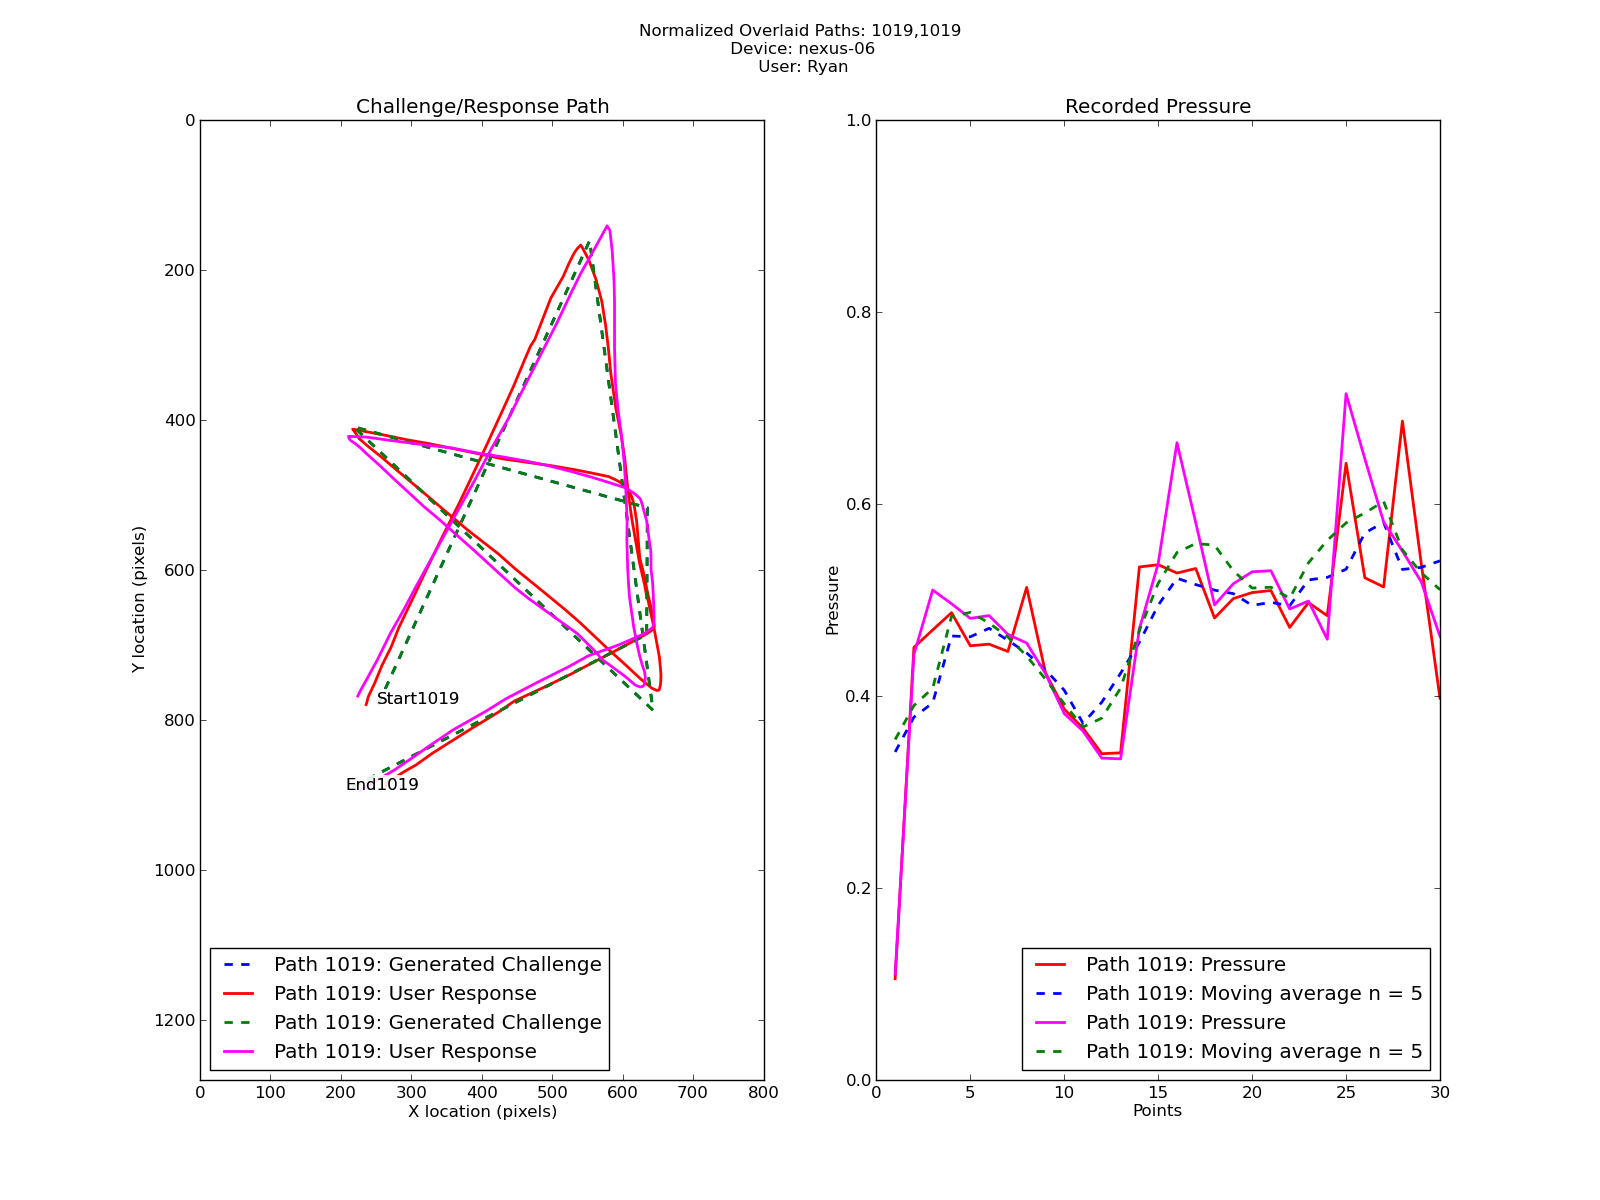 Normalized Overlaid Paths: 1019,1019
Device: nexus-06
User: Ryan
Challenge/Response Path
0
200
400
600
800
1000
1200
Y location (pixels)
Start1019
End1019
Path 1019: Generated Challenge
Path 1019: User Response
Path 1019: Generated Challenge
Path 1019: User Response
0 100 200 300 400 500 600 700 800
X location (pixels)
Recorded Pressure
1.0
0.8
0.6
0.4
0.2
0.0
Pressure
Path 1019: Pressure
Path 1019: Moving average n = 5
Path 1019: Pressure
Path 1019: Moving average n = 5
0 5 10 15 20 25 30
Points